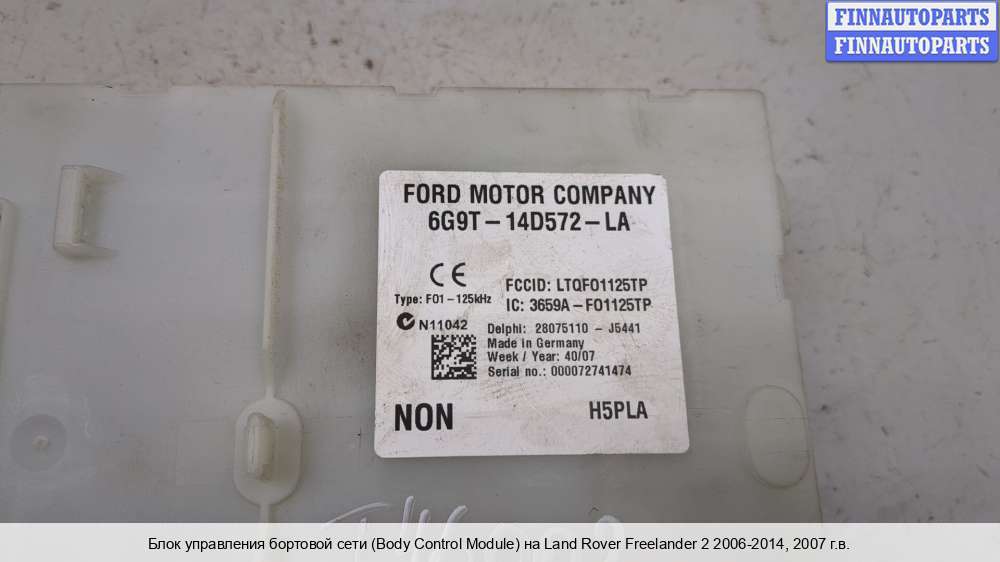 FINNAUTOPARTS
FINNAUTOPARTS
FORD MOTOR COMPANY
6G9T-14D572-LA
CE
FCCID: LTQFO1125TP
Type: FO1-125kHz
IC: 3659A-FO1125TP
N11042
Delphi: 28075110 - J5441
Made in Germany
Week / Year: 40/07
Serial no.: 000072741474
NON
H5PLA
Блок управления бортовой сети (Body Control Module) на Land Rover Freelander 2 2006-2014, 2007 г.в.